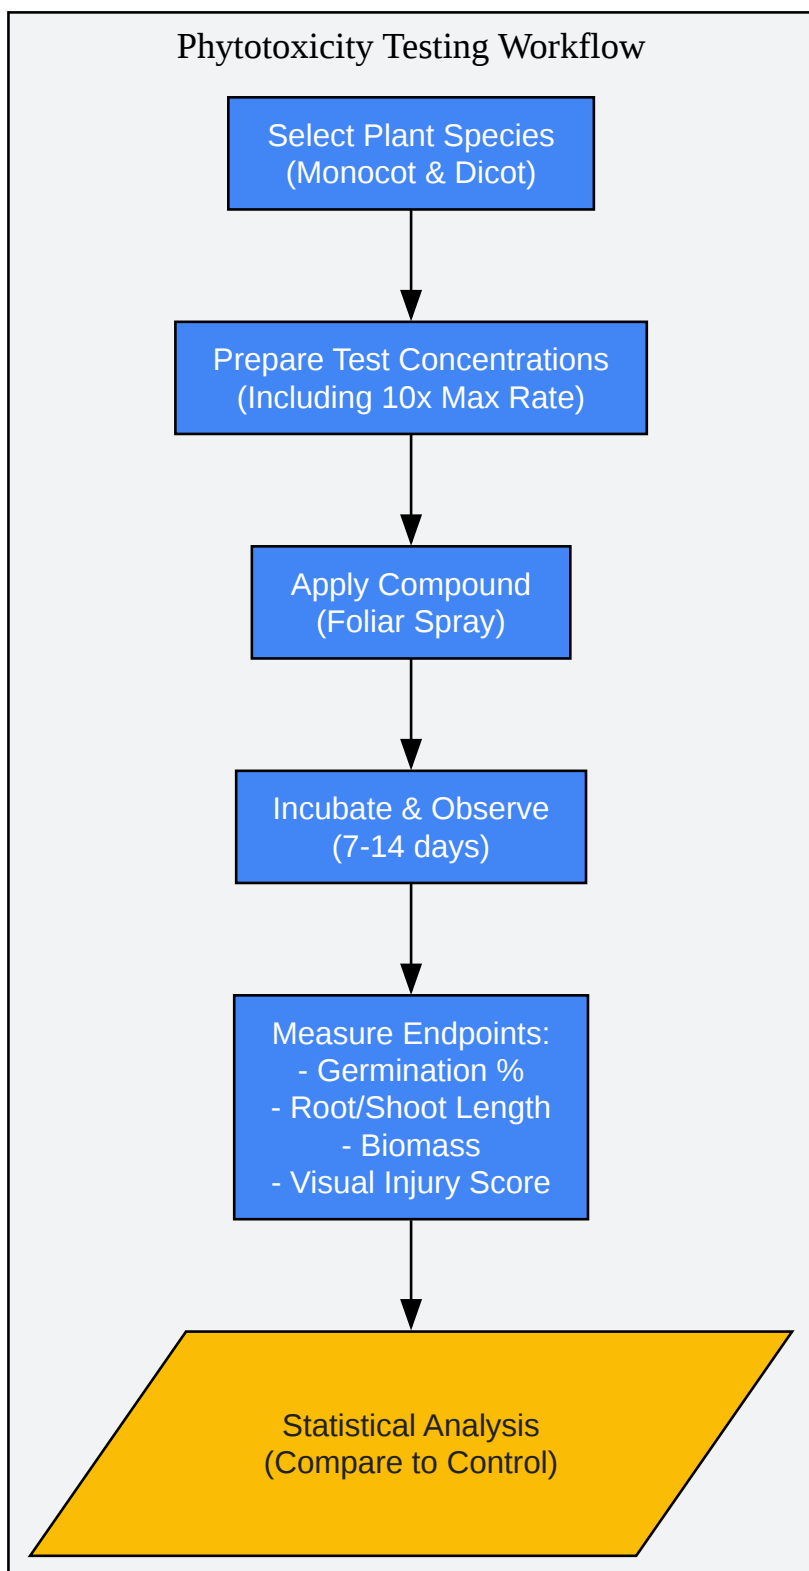 Phytotoxicity Testing Workflow
Select Plant Species
(Monocot & Dicot)
Prepare Test Concentrations
(Including 10x Max Rate)
Apply Compound
(Foliar Spray)
Incubate & Observe
(7-14 days)
Measure Endpoints:
- Germination %
- Root/Shoot Length
- Biomass
- Visual Injury Score
Statistical Analysis
(Compare to Control)